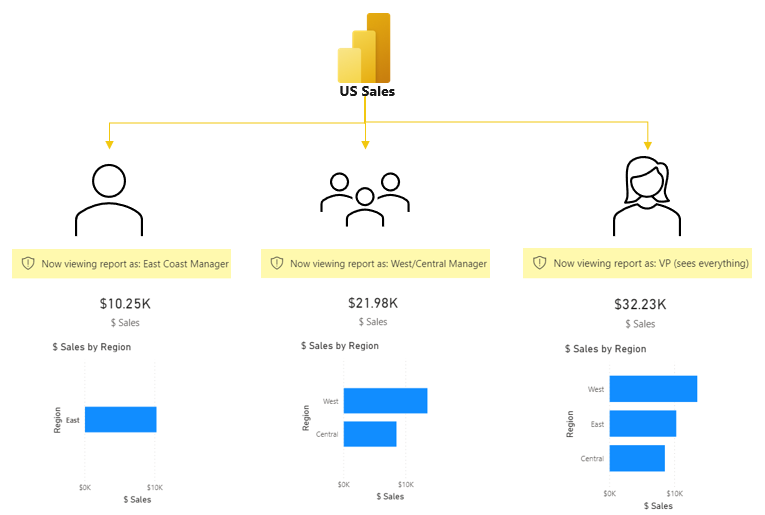 US Sales
Now viewing report as: East Coast Manager
$10.25K
$ Sales
$ Sales by Region
Region
East
$0K
$10K
$ Sales
Now viewing report as: West/Central Manager
$21.98K
$ Sales
$ Sales by Region
Region
West
Central
$0K
$10K
$ Sales
Now viewing report as: VP (sees everything)
$32.23K
$ Sales
$ Sales by Region
Region
West
East
Central
$0K
$10K
$ Sales